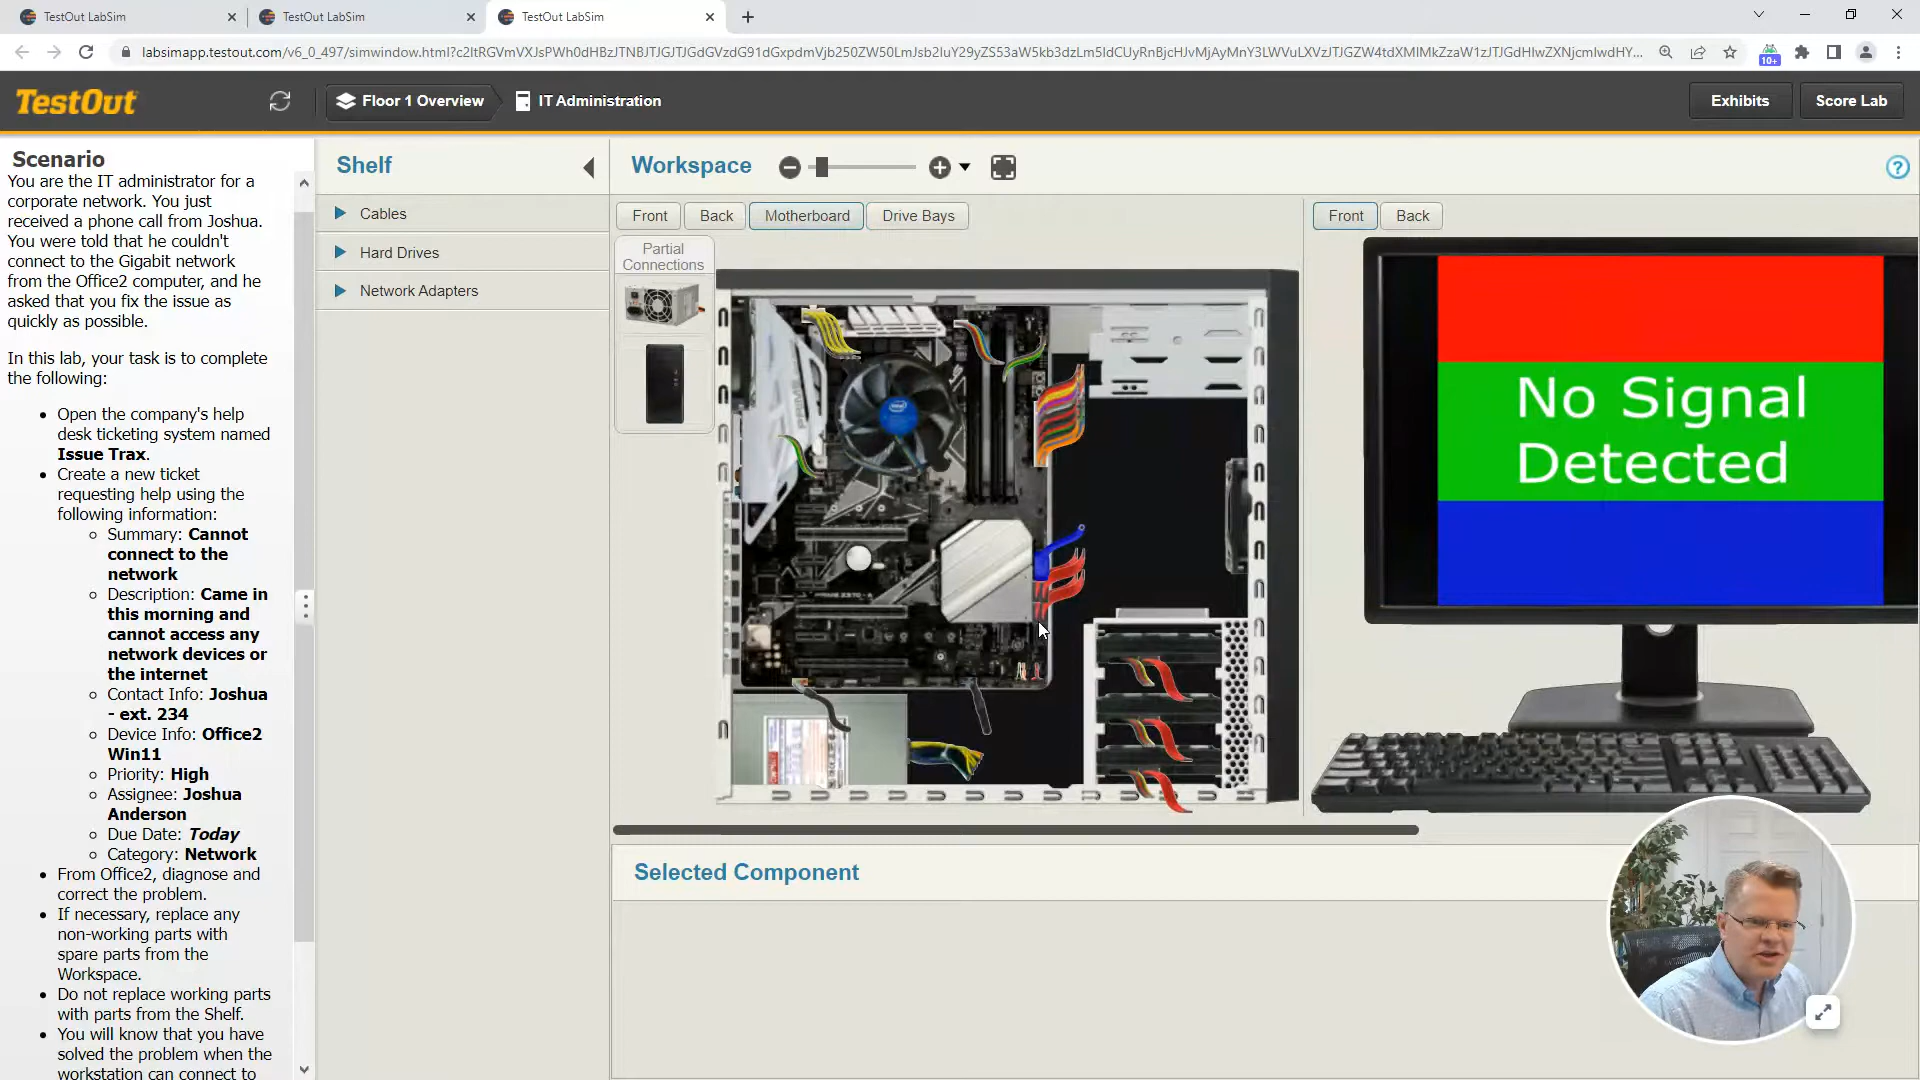 TestOut LabSim
TestOut LabSim
TestOut LabSim
labsimapp.testout.com/v6_0_497/simwindow.html?
10+
TestOut
Floor 1 Overview
IT Administration
Exhibits
Score Lab
Scenario
You are the IT administrator for a
corporate network. You just
received a phone call from Joshua.
You were told that he couldn't
connect to the Gigabit network
from the Office2 computer, and he
asked that you fix the issue as
quickly as possible.
In this lab, your task is to complete
the following:
Open the company's help
desk ticketing system named
Issue Trax.
Create a new ticket
requesting help using the
following information:
Summary: Cannot
connect to the
network
Description: Came in
this morning and
cannot access any
network devices or
the internet
Contact Info: Joshua
- ext. 234
Device Info: Office2
Win11
Priority: High
Assignee: Joshua
Anderson
Due Date: Today
Category: Network
From Office2, diagnose and
correct the problem.
If necessary, replace any
non-working parts with
spare parts from the
Workspace.
Do not replace working parts
with parts from the Shelf.
You will know that you have
solved the problem when the
workstation can connect to
Shelf
Cables
Hard Drives
Network Adapters
Workspace
?
Front
Back
Motherboard
Drive Bays
Partial
Connections
Front
Back
No Signal
Detected
Selected Component